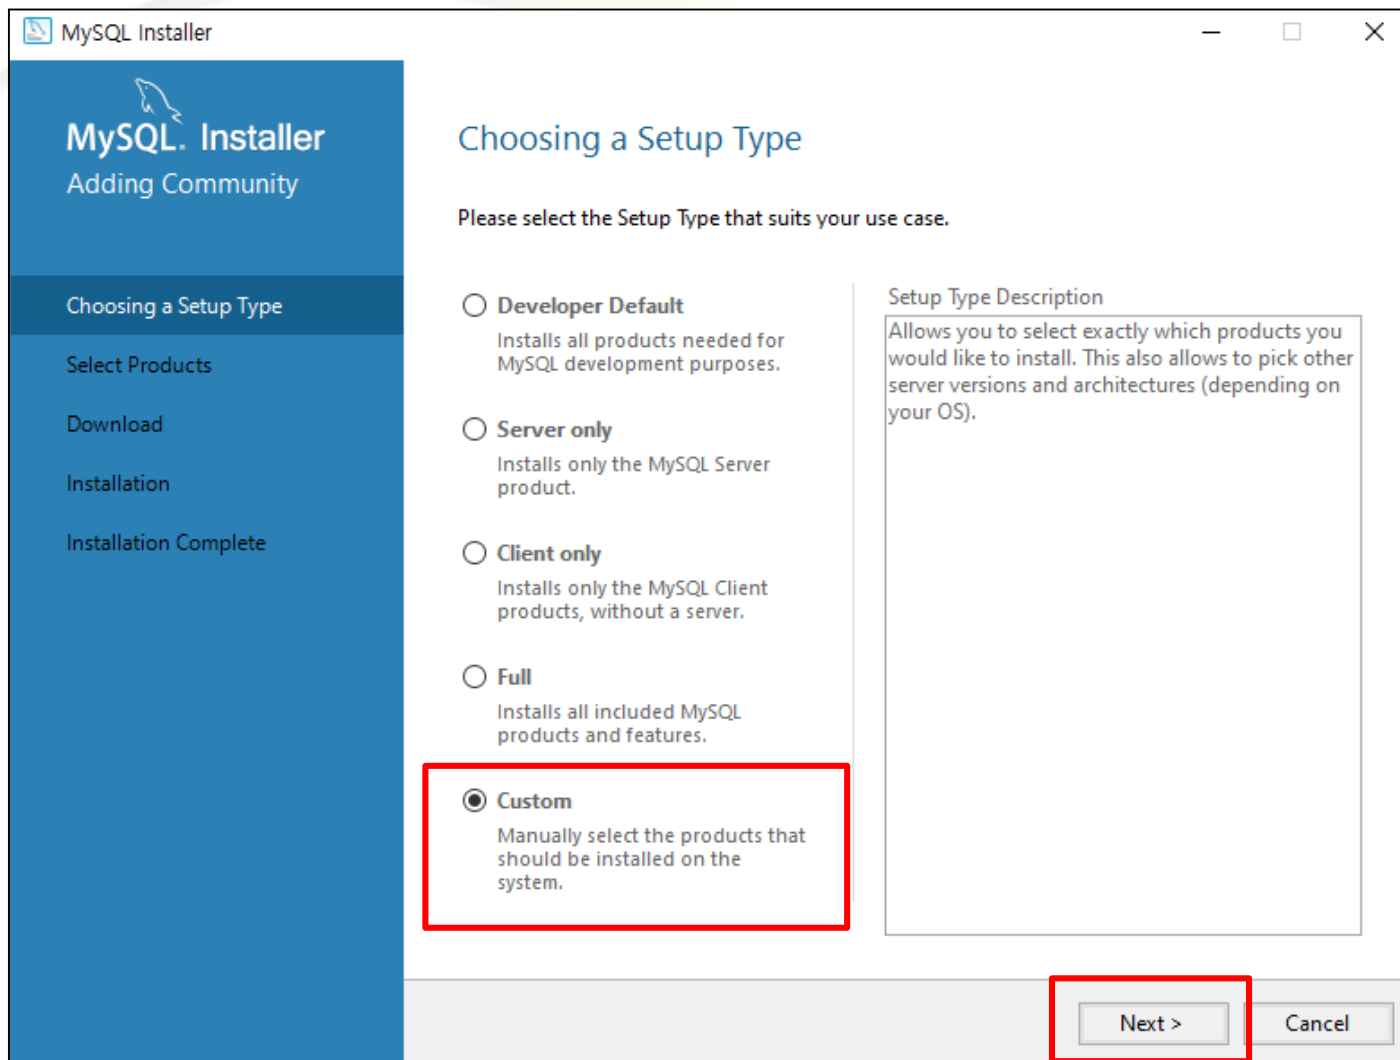 MySQL Installer
MySQL. Installer
Adding Community
Choosing a Setup Type
Select Products
Download
Installation
Installation Complete
Choosing a Setup Type
Please select the Setup Type that suits your use case.
Developer Default
Installs all products needed for
MySQL development purposes.
Server only
Installs only the MySQL Server
product.
Client only
Installs only the MySQL Client
products, without a server.
Full
Installs all included MySQL
products and features.
Custom
Manually select the products that
should be installed on the
system.
Setup Type Description
Allows you to select exactly which products you
would like to install. This also allows to pick other
server versions and architectures (depending on
your OS).
Next >
Cancel